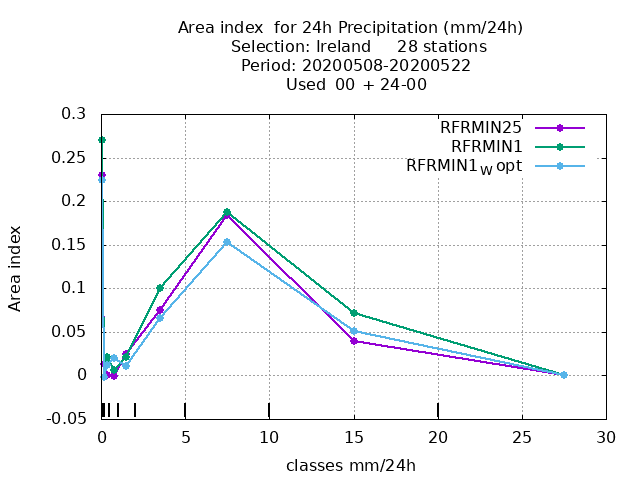 Area index for 24h Precipitation (mm/24h)
Selection: Ireland 28 stations
Period: 20200508-20200522
Used 00 + 24-00
RFRMIN25
RFRMIN1
RFRMIN1W opt
0.3
0.25
0.2
0.15
0.1
0.05
0
-0.05
Area index
0 5 10 15 20 25 30
classes mm/24h